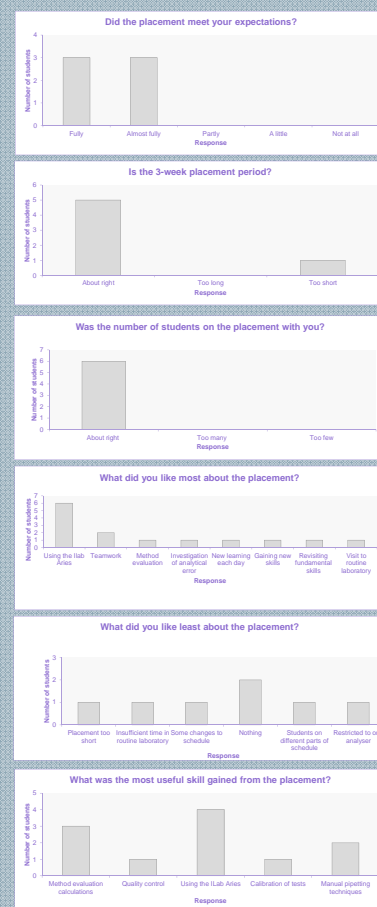 Did the placement meet your expectations?
Number of students
4
3
2
1
0
Fully
Almost fully
Partly
A little
Not at all
Response
Is the 3-week placement period?
Number of students
6
5
4
3
2
1
0
About right
Too long
Too short
Response
Was the number of students on the placement with you?
Number of students
7
6
5
4
3
2
1
0
About right
Too many
Too few
Response
What did you like most about the placement?
Number of students
7
6
5
4
3
2
1
0
Using the Ilab
Aries
Teamwork
Method
evaluation
Investigation
of analytical
error
New learning
each day
Gaining new
skills
Revisiting
fundamental
skills
Visit to
routine
laboratory
Response
What did you like least about the placement?
Number of students
3
2
1
0
Placement too
short
Insufficient time in
routine laboratory
Some changes to
schedule
Nothing
Students on
different parts of
schedule
Restricted to
analyser
Response
What was the most useful skill gained from the placement?
Number of students
5
4
3
2
1
0
Method evaluation
calculations
Quality control
Using the ILab Aries
Calibration of tests
Manual pipetting
techniques
Response